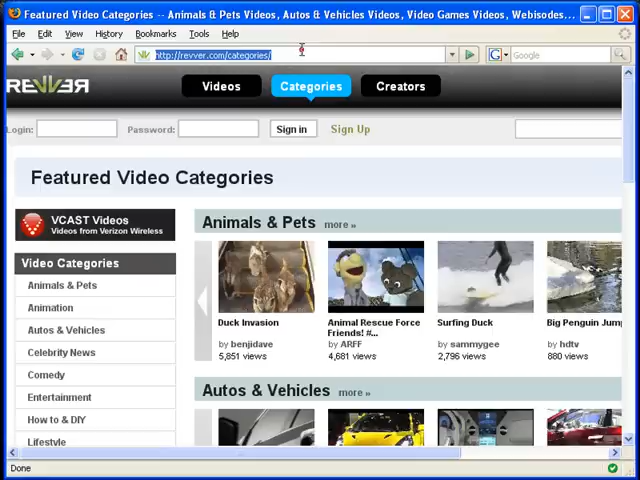 Featured Video Categories -- Animals & Pets Videos, Autos & Vehicles Videos, Video Games Videos, Webisodes...
File Edit View History Bookmarks Tools Help
http://revver.com/categories/
Google
REVVER
Videos Categories Creators
Login: Password: Sign in Sign Up
Featured Video Categories
VCAST Videos
Videos from Verizon Wireless
Video Categories
Animals & Pets
Animation
Autos & Vehicles
Celebrity News
Comedy
Entertainment
How to & DIY
Lifestyle
Animals & Pets more »
Duck Invasion
by benjidave
5,851 views
Animal Rescue Force
Friends! #...
by ARFF
4,681 views
Surfing Duck
by sammygee
2,796 views
Big Penguin Jump
by hdtv
880 views
Autos & Vehicles more »
Done